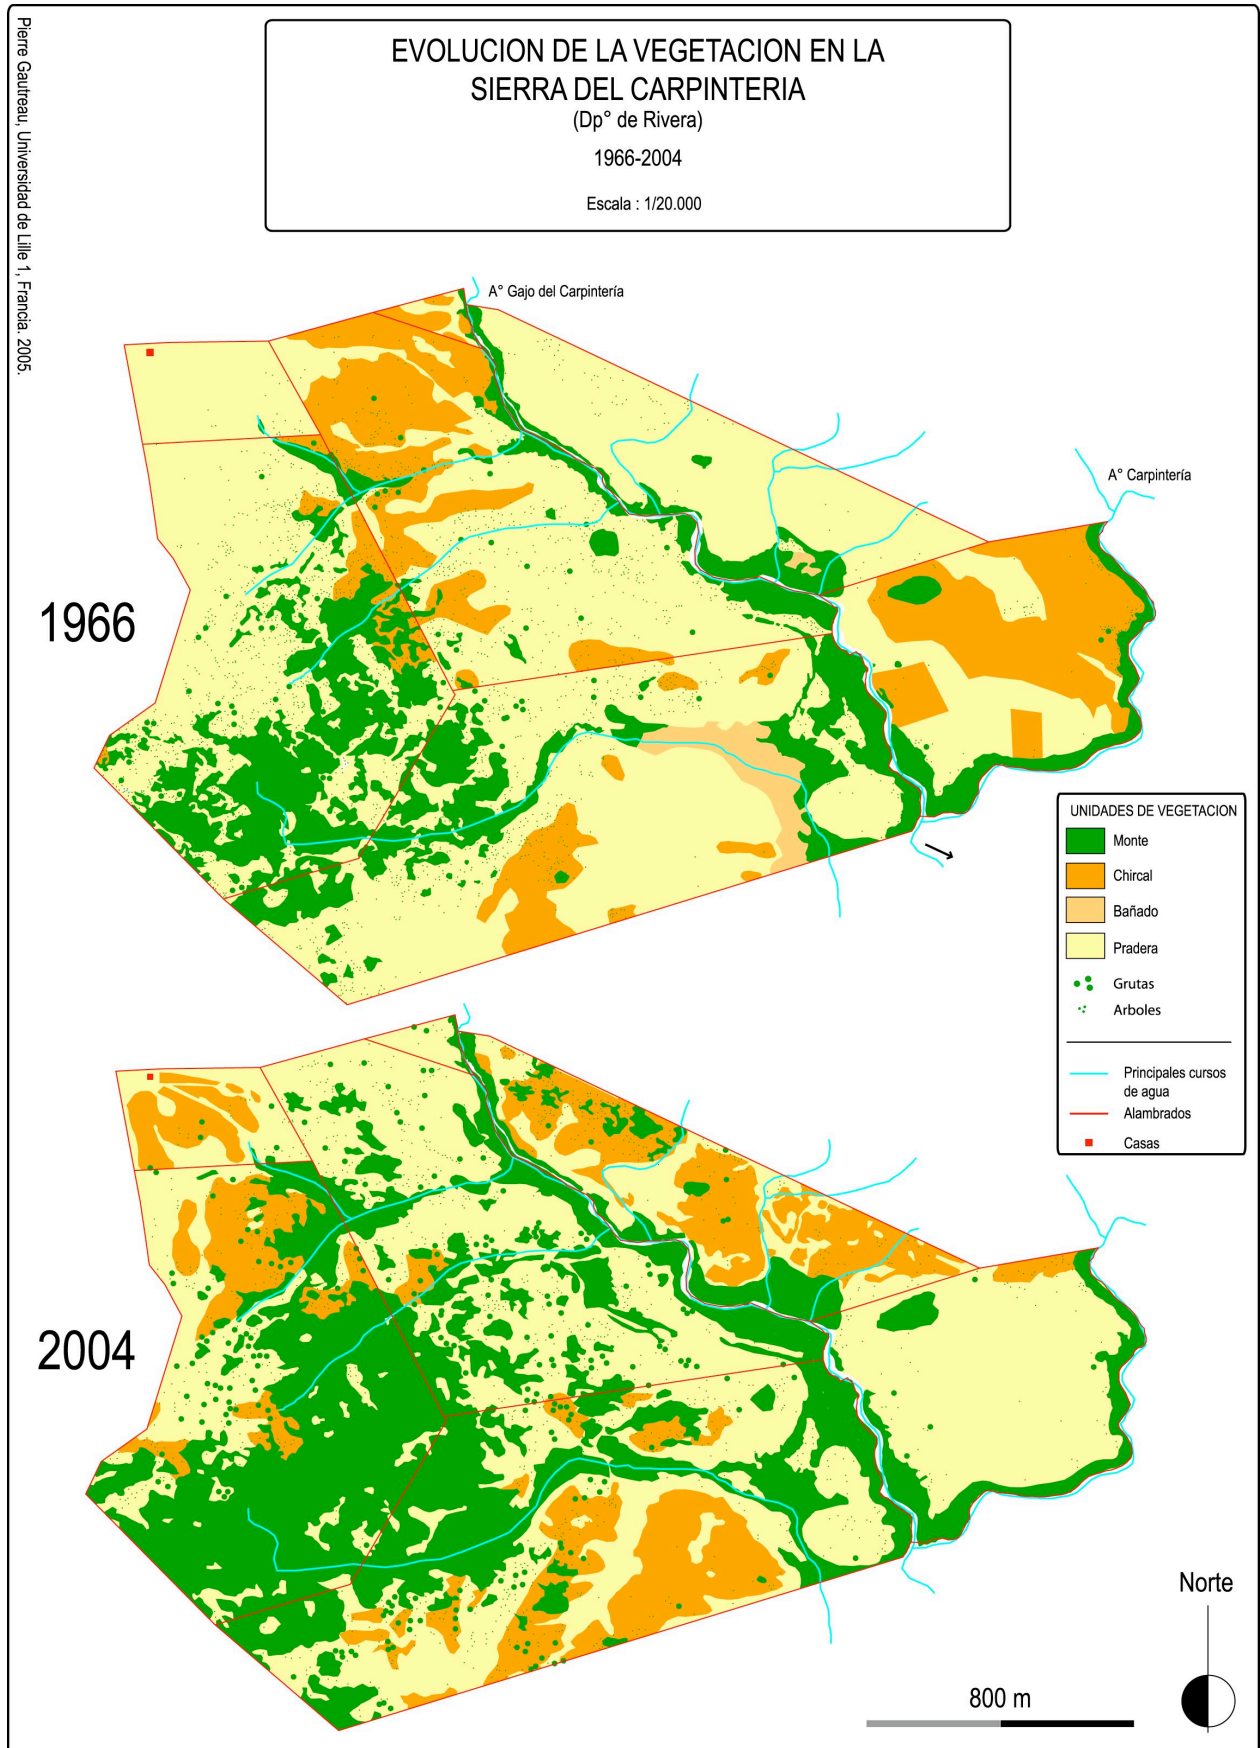 EVOLUCION DE LA VEGETACION EN LA
SIERRA DEL CARPINTERIA
(Dp° de Rivera)
1966-2004
Escala : 1/20.000
Pierre Gautreau, Universidad de Lille 1, Francia. 2005.
A° Gajo del Carpintería
A° Carpintería
1966
UNIDADES DE VEGETACION
Monte
Chircal
Bañado
Pradera
Grutas
Arboles
Principales cursos
de agua
Alambrados
Casas
2004
Norte
800 m